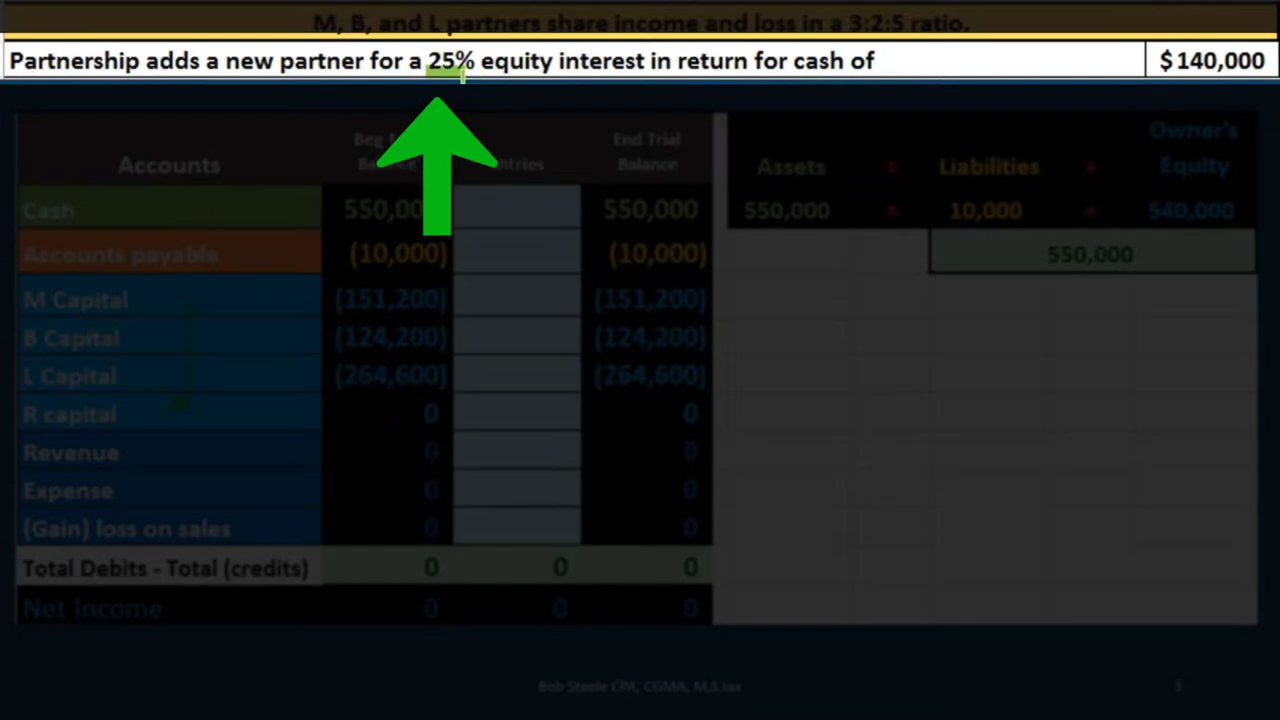 M, B, and L partners share income and loss in a 3:2:5 ratio.
Partnership adds a new partner for a 25% equity interest in return for cash of $140,000
Accounts Beg Balance ntries End Trial Balance
Cash 550,00 550,000
Accounts payable (10,000) (10,000)
M Capital (151,200) (151,200)
B Capital (124,200) (124,200)
L Capital (264,600) (264,600)
R capital 0 0
Revenue 0 0
Expense 0 0
(Gain) loss on sales 0 0
Total Debits - Total (credits) 0 0 0
Net Income 0 0 0
Assets = Liabilities + Owner's Equity
550,000 = 10,000 + 540,000
550,000
Bob Steele CPA, CGMA, M.S.tax